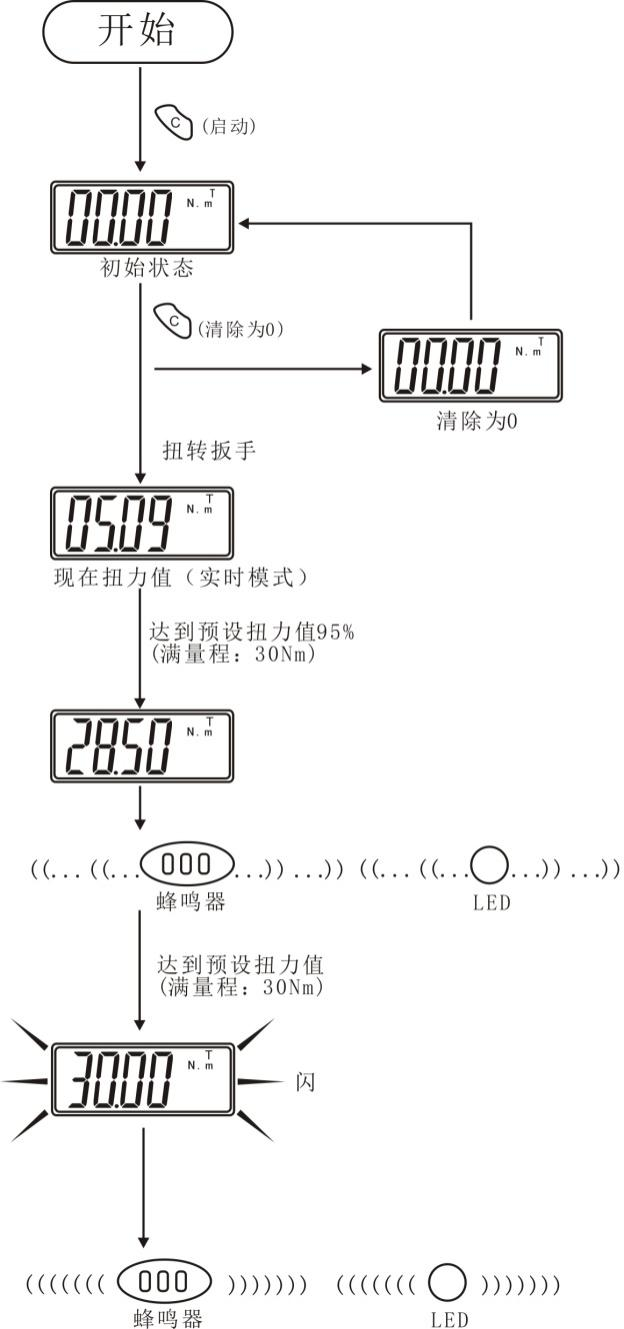 开始
C (启动)
00.00 N.m T
初始状态
C (清除为0)
00.00 N.m T
清除为0
扭转扳手
05.09 N.m T
现在扭力值（实时模式）
达到预设扭力值95%
(满量程：30Nm)
28.50 N.m T
((...((...000...))...)) ((...((...○...))...))
蜂鸣器 LED
达到预设扭力值
(满量程：30Nm)
30.00 N.m T
闪
((((((( 000 ))))))) ((((((( ○ )))))))
蜂鸣器 LED